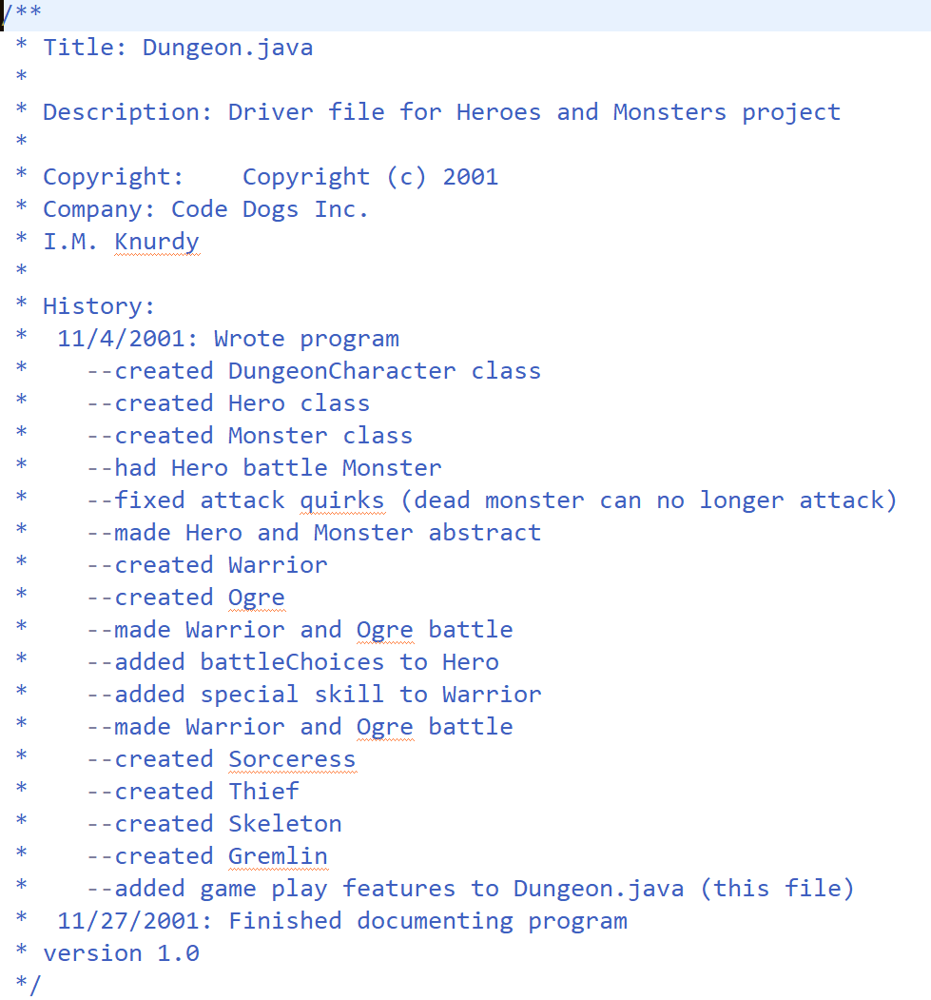 /**
 * Title: Dungeon.java
 *
 * Description: Driver file for Heroes and Monsters project
 *
 * Copyright:    Copyright (c) 2001
 * Company: Code Dogs Inc.
 * I.M. Knurdy
 *
 * History:
 *  11/4/2001: Wrote program
 *    --created DungeonCharacter class
 *    --created Hero class
 *    --created Monster class
 *    --had Hero battle Monster
 *    --fixed attack quirks (dead monster can no longer attack)
 *    --made Hero and Monster abstract
 *    --created Warrior
 *    --created Ogre
 *    --made Warrior and Ogre battle
 *    --added battleChoices to Hero
 *    --added special skill to Warrior
 *    --made Warrior and Ogre battle
 *    --created Sorceress
 *    --created Thief
 *    --created Skeleton
 *    --created Gremlin
 *    --added game play features to Dungeon.java (this file)
 *  11/27/2001: Finished documenting program
 * version 1.0
 */